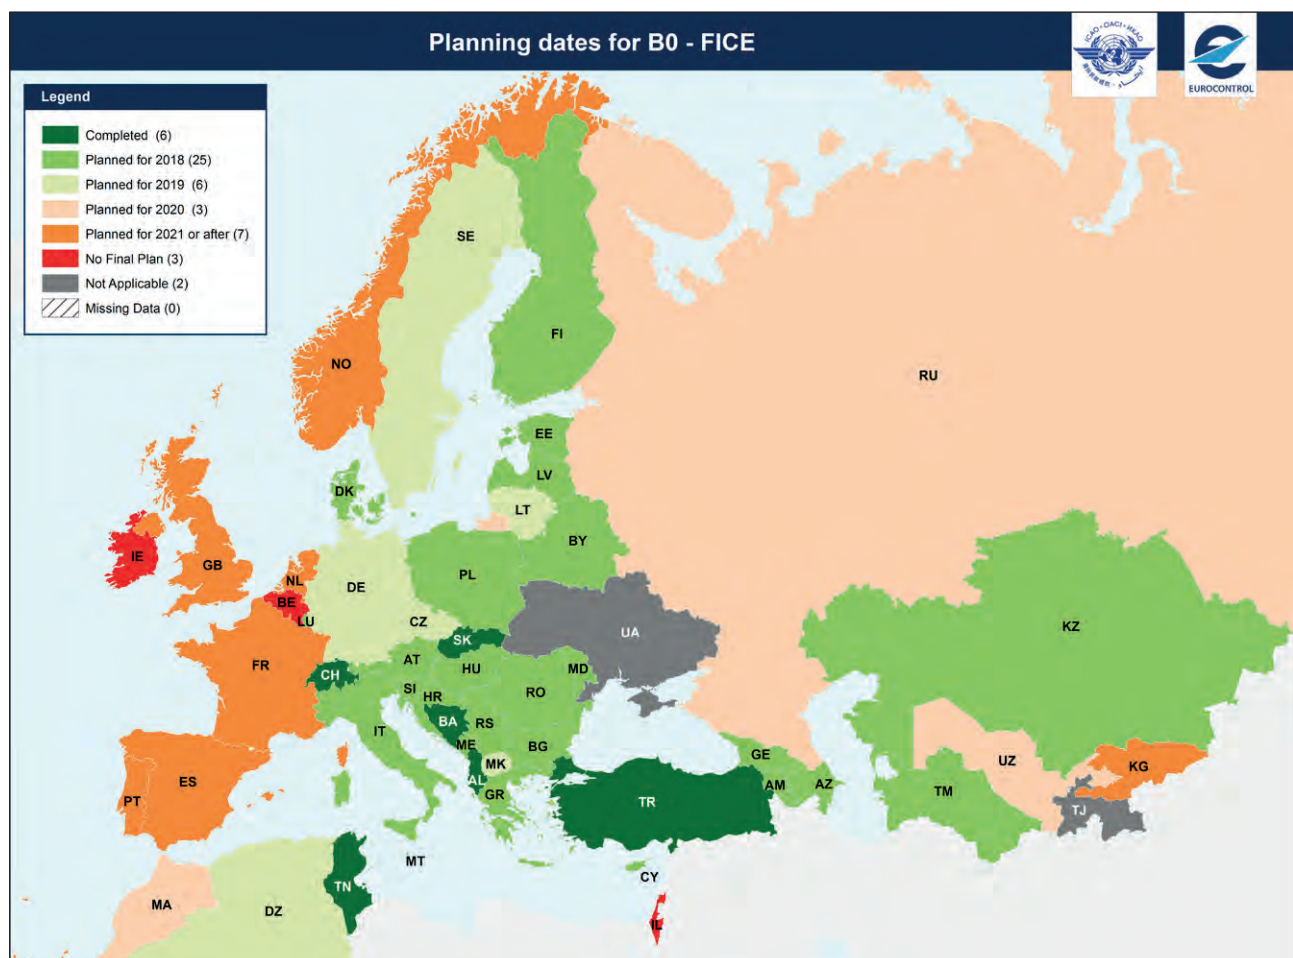 Planning dates for B0 - FICE
ICAO · OACI · ИКАО
EUROCONTROL
Legend
Completed (6)
Planned for 2018 (25)
Planned for 2019 (6)
Planned for 2020 (3)
Planned for 2021 or after (7)
No Final Plan (3)
Not Applicable (2)
Missing Data (0)
SE
FI
NO
RU
EE
LV
DK
LT
BY
IE
GB
NL
PL
DE
BE
LU
CZ
UA
KZ
SK
FR
CH
AT
HU
MD
SI
HR
RO
BA
RS
IT
ME
BG
GE
UZ
KG
MK
AL
ES
PT
GR
TR
AM
AZ
TM
TJ
MT
CY
TN
MA
DZ
IL